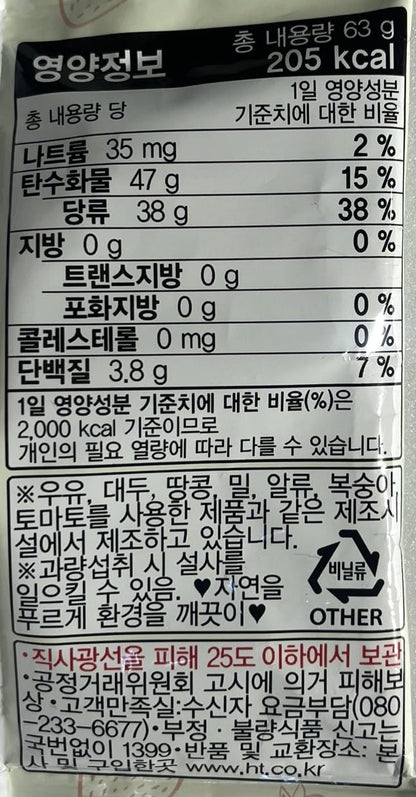 영양정보
총 내용량 63 g
205 kcal
총 내용량 당
1일 영양성분
기준치에 대한 비율
나트륨 35 mg 2 %
탄수화물 47 g 15 %
당류 38 g 38 %
지방 0 g 0 %
트랜스지방 0 g
포화지방 0 g 0 %
콜레스테롤 0 mg 0 %
단백질 3.8 g 7 %
1일 영양성분 기준치에 대한 비율(%)은
2,000 kcal 기준이므로
개인의 필요 열량에 따라 다를 수 있습니다.
※우유, 대두, 땅콩, 밀, 알류, 복숭아,
토마토를 사용한 제품과 같은 제조시
설에서 제조하고 있습니다.
※과량섭취 시 설사를
일으킬 수 있음. ♥자연을
푸르게 환경을 깨끗이♥
비닐류
OTHER
•직사광선을 피해 25도 이하에서 보관
•공정거래위원회 고시에 의거 피해보
상•고객만족실:수신자 요금부담(080
-233-6677)•부정 · 불량식품 신고는
국번없이 1399•반품 및 교환장소: 본
사 및 구입한곳 www.ht.co.kr